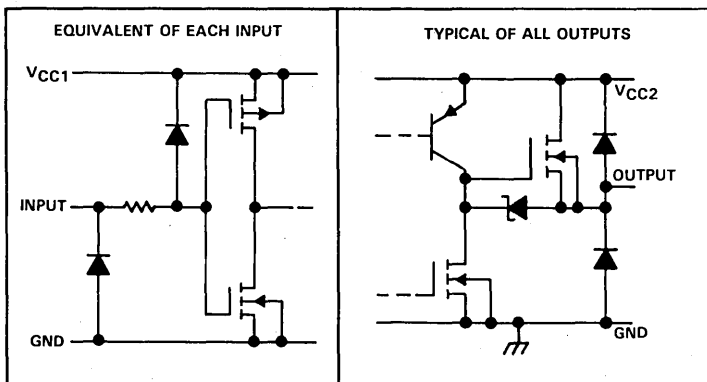 EQUIVALENT OF EACH INPUT
VCC1
INPUT
GND
TYPICAL OF ALL OUTPUTS
VCC2
OUTPUT
GND